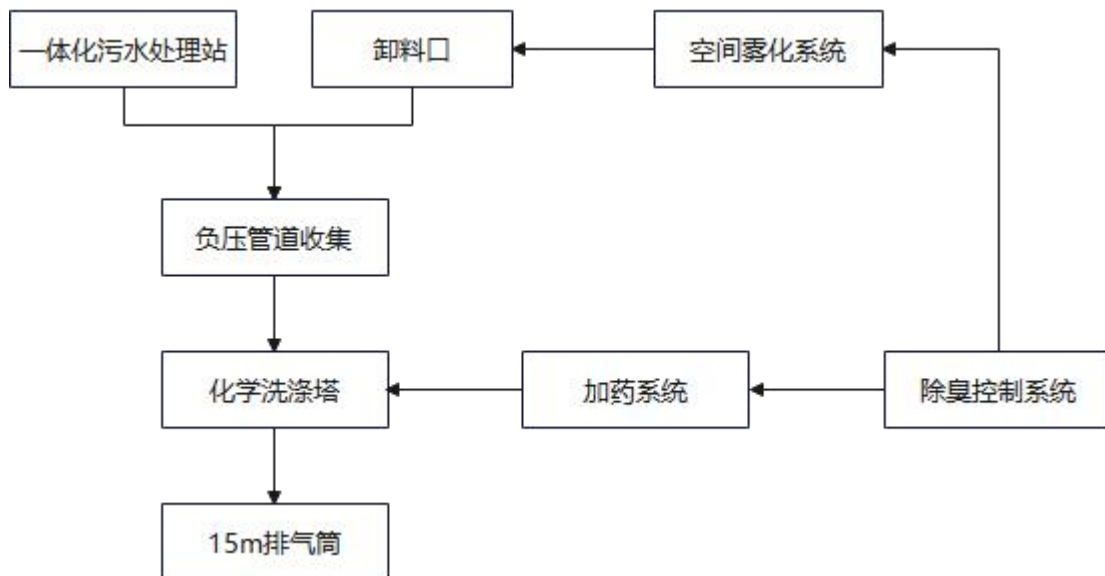 一体化污水处理站
卸料口
空间雾化系统
负压管道收集
化学洗涤塔
加药系统
除臭控制系统
15m排气筒